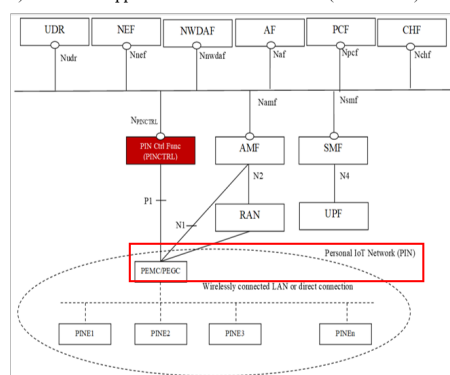 UDR NEF NWDAF AF PCF CHF
Nudr Nnef Nnwdaf Naf Npcf Nchf
NPINCTRL Namf Nsmf
PIN Ctrl Func
(PINCTRL)
AMF SMF
P1 N1 N2 N4
RAN UPF
Personal IoT Network (PIN)
PEMC/PEGC
Wirelessly connected LAN or direct connection
PINE1 PINE2 PINE3 PINEn